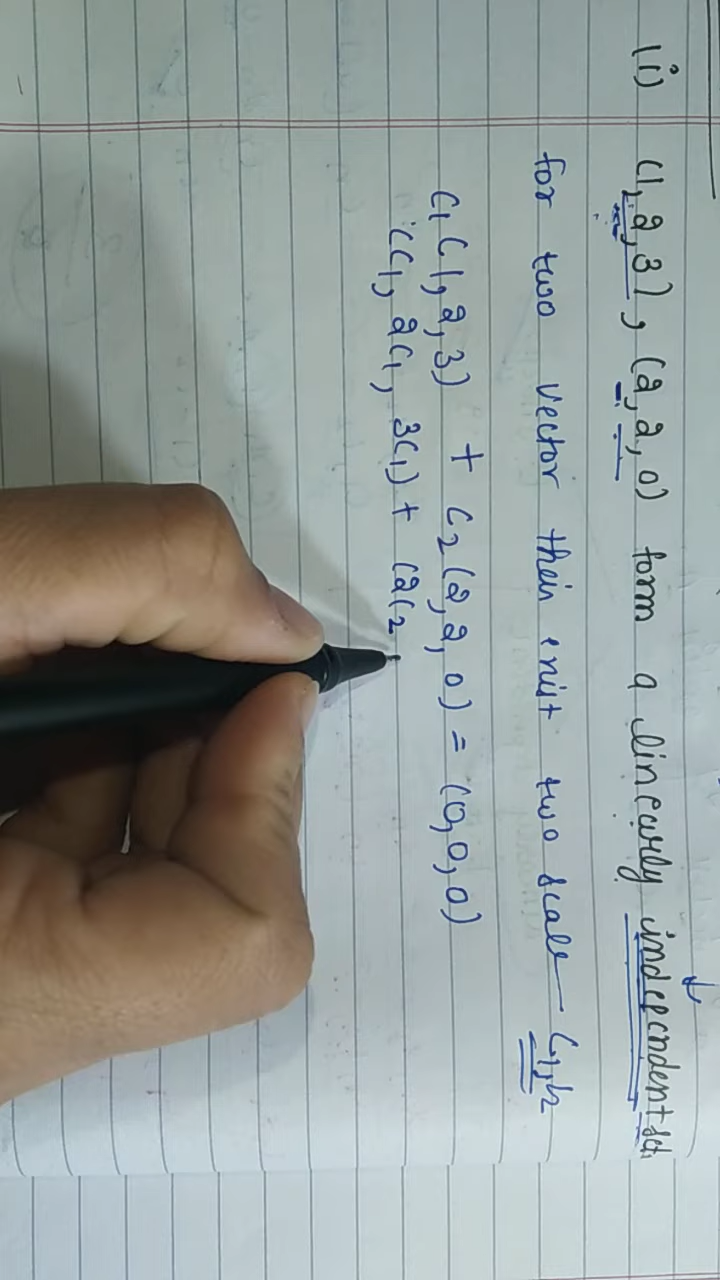 (i) (1,2,3), (2,2,0) form a linearly independent set.
for two vector their exist two scale C1, C2
C1(1,2,3) + C2(2,2,0) = (0,0,0)
(C1, 2C1, 3C1) + (2C2